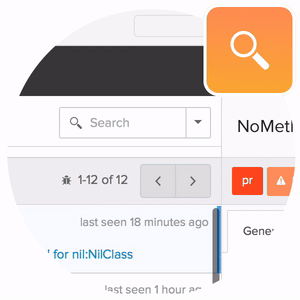 Search
NoMeth
1-12 of 12
pr
last seen 18 minutes ago
Gene
for nil:NilClass
last seen 1 hour ag